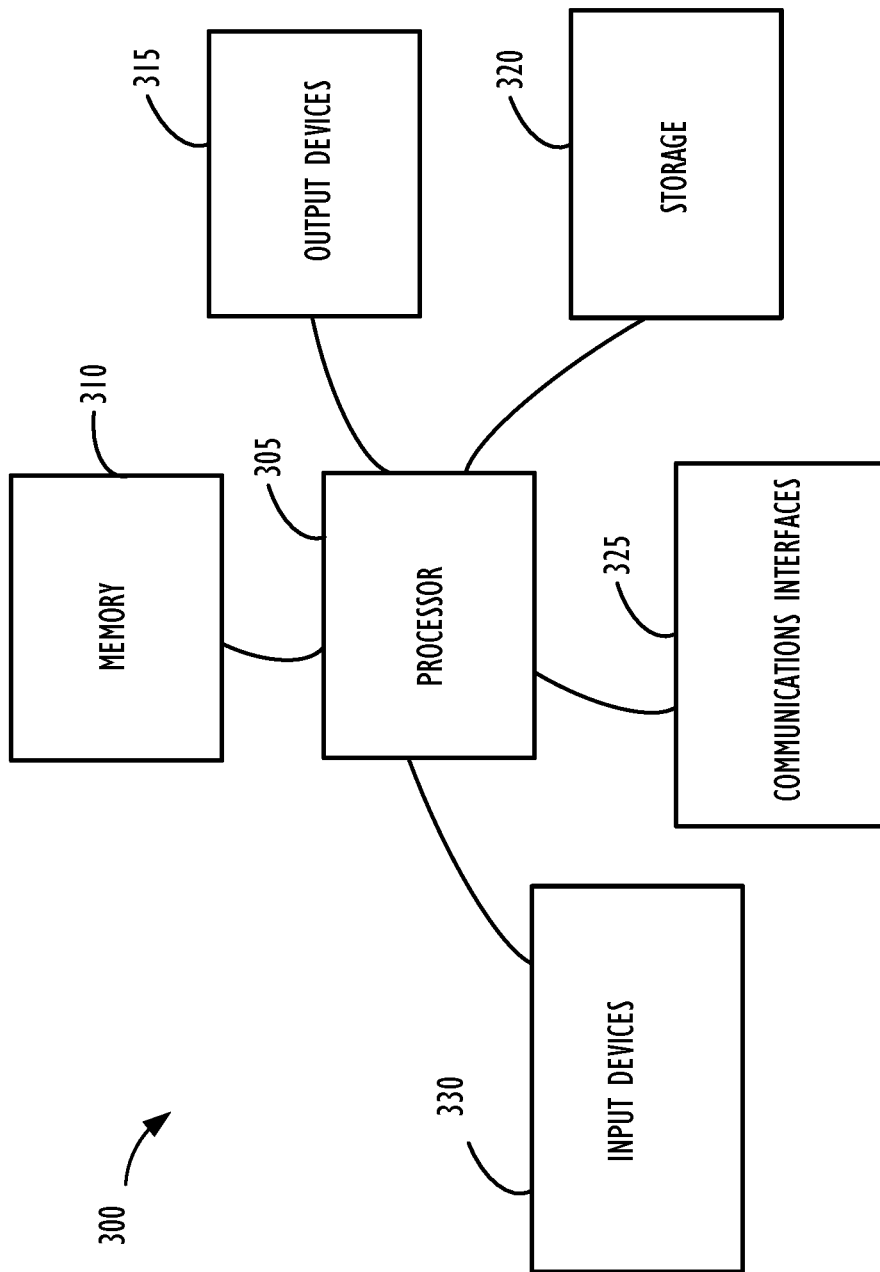 300
310
MEMORY
305
PROCESSOR
315
OUTPUT DEVICES
320
STORAGE
325
COMMUNICATIONS INTERFACES
330
INPUT DEVICES